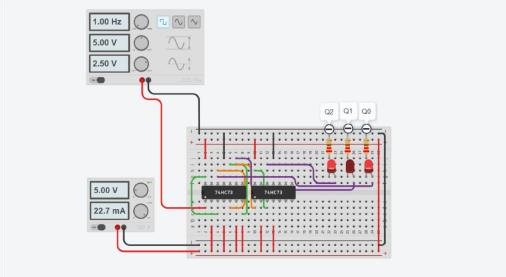 1.00 Hz
5.00 V
2.50 V
Q2 Q1 Q0
74HC73 74HC73
5.00 V
22.7 mA